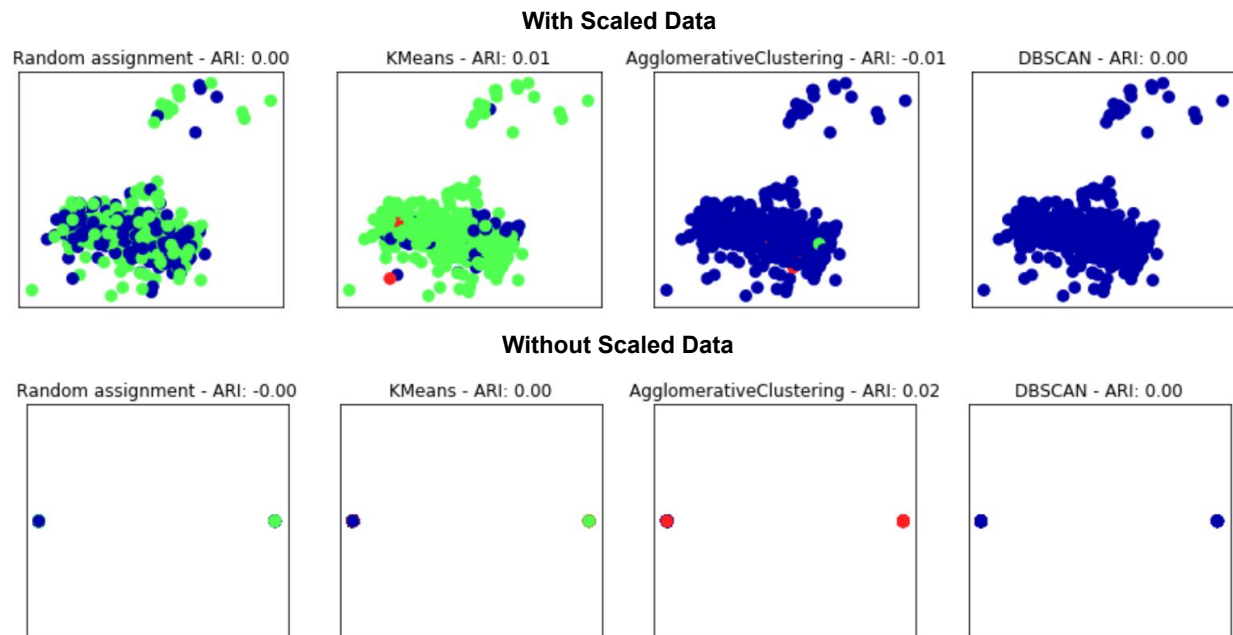 With Scaled Data
Random assignment - ARI: 0.00
KMeans - ARI: 0.01
AgglomerativeClustering - ARI: -0.01
DBSCAN - ARI: 0.00
Without Scaled Data
Random assignment - ARI: -0.00
KMeans - ARI: 0.00
AgglomerativeClustering - ARI: 0.02
DBSCAN - ARI: 0.00